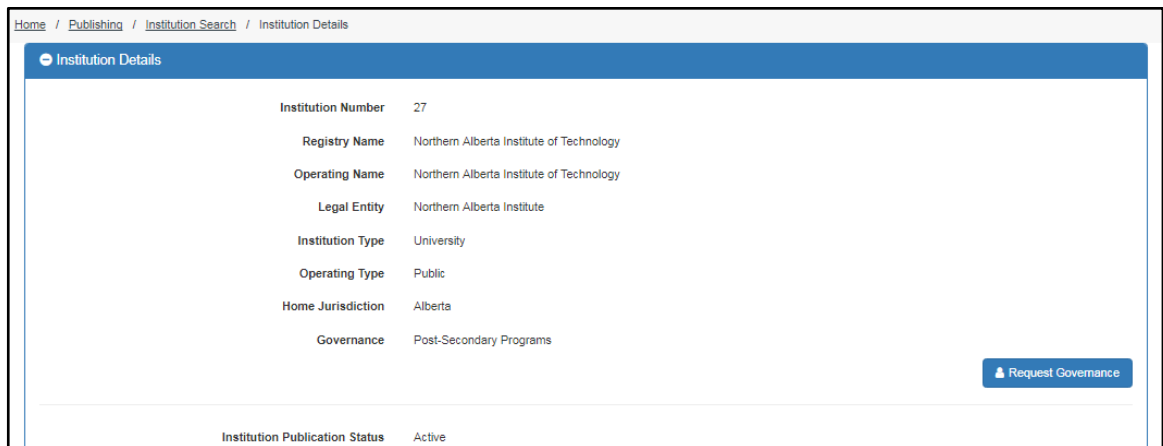 Home / Publishing / Institution Search / Institution Details
Institution Details
Institution Number 27
Registry Name Northern Alberta Institute of Technology
Operating Name Northern Alberta Institute of Technology
Legal Entity Northern Alberta Institute
Institution Type University
Operating Type Public
Home Jurisdiction Alberta
Governance Post-Secondary Programs
Request Governance
Institution Publication Status Active